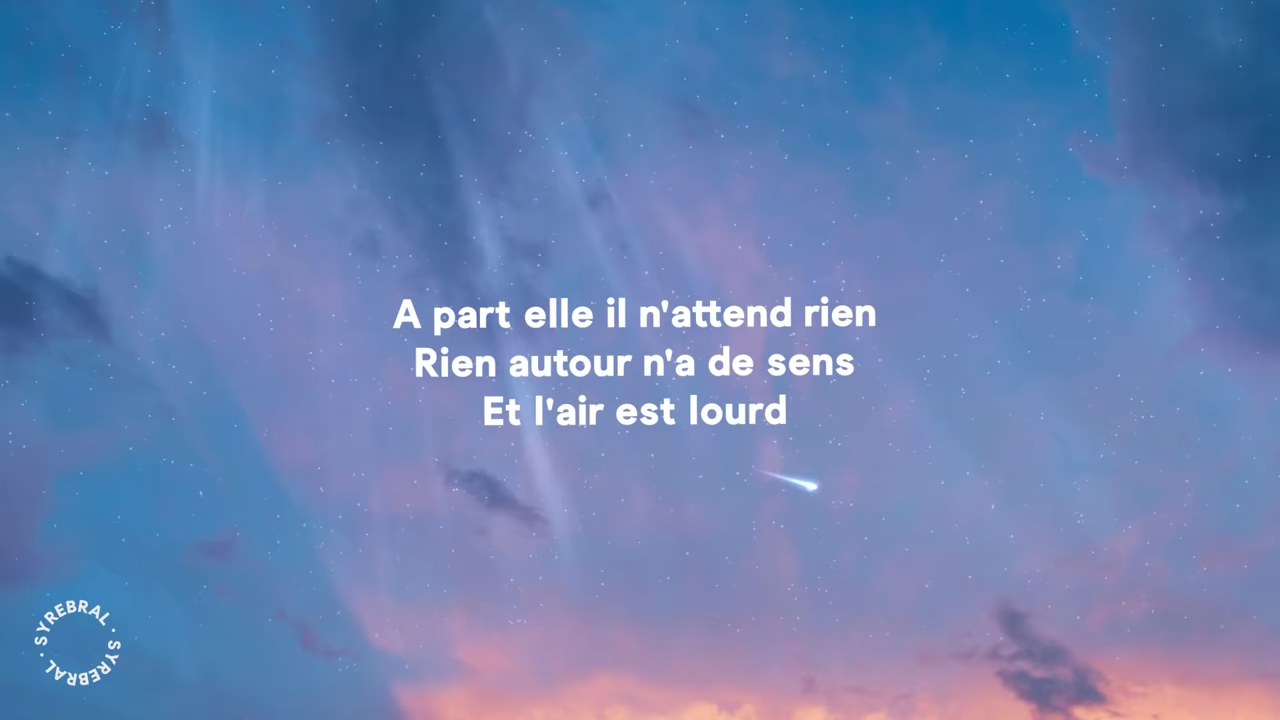 A part elle il n'attend rien
Rien autour n'a de sens
Et l'air est lourd
SYREBRAL · SYREBRAL ·